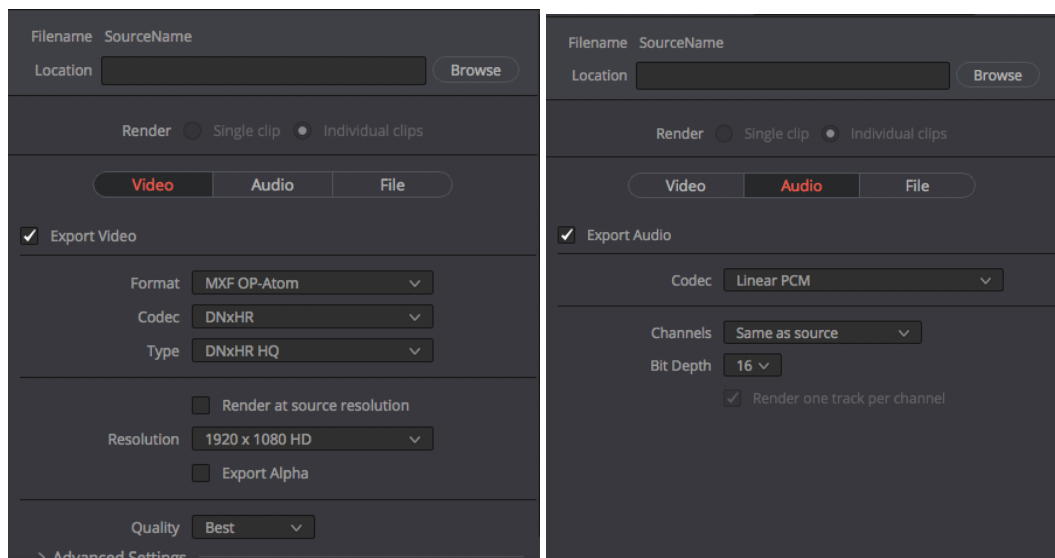 Filename SourceName
Location Browse
Render Single clip Individual clips
Video Audio File
Export Video
Format MXF OP-Atom
Codec DNxHR
Type DNxHR HQ
Render at source resolution
Resolution 1920 x 1080 HD
Export Alpha
Quality Best
Advanced Settings
Filename SourceName
Location Browse
Render Single clip Individual clips
Video Audio File
Export Audio
Codec Linear PCM
Channels Same as source
Bit Depth 16
Render one track per channel